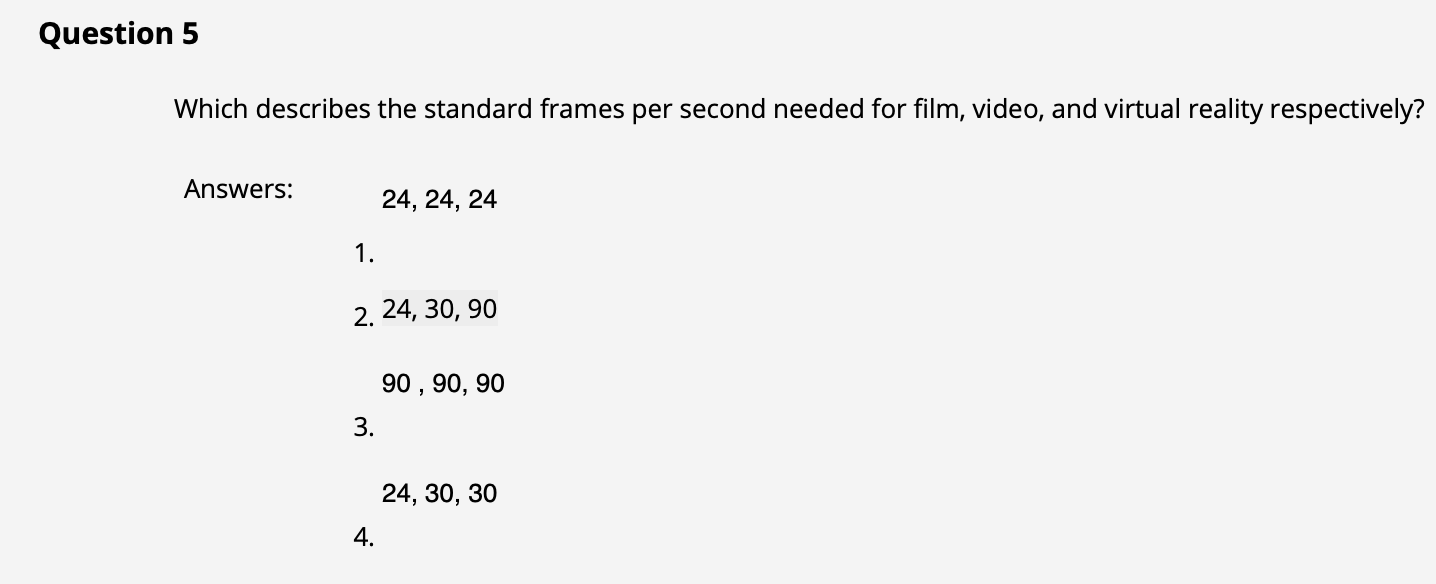 Question 5
Which describes the standard frames per second needed for film, video, and virtual reality respectively?
Answers:
24, 24, 24
1.
2. 24, 30, 90
90 , 90, 90
3.
24, 30, 30
4.